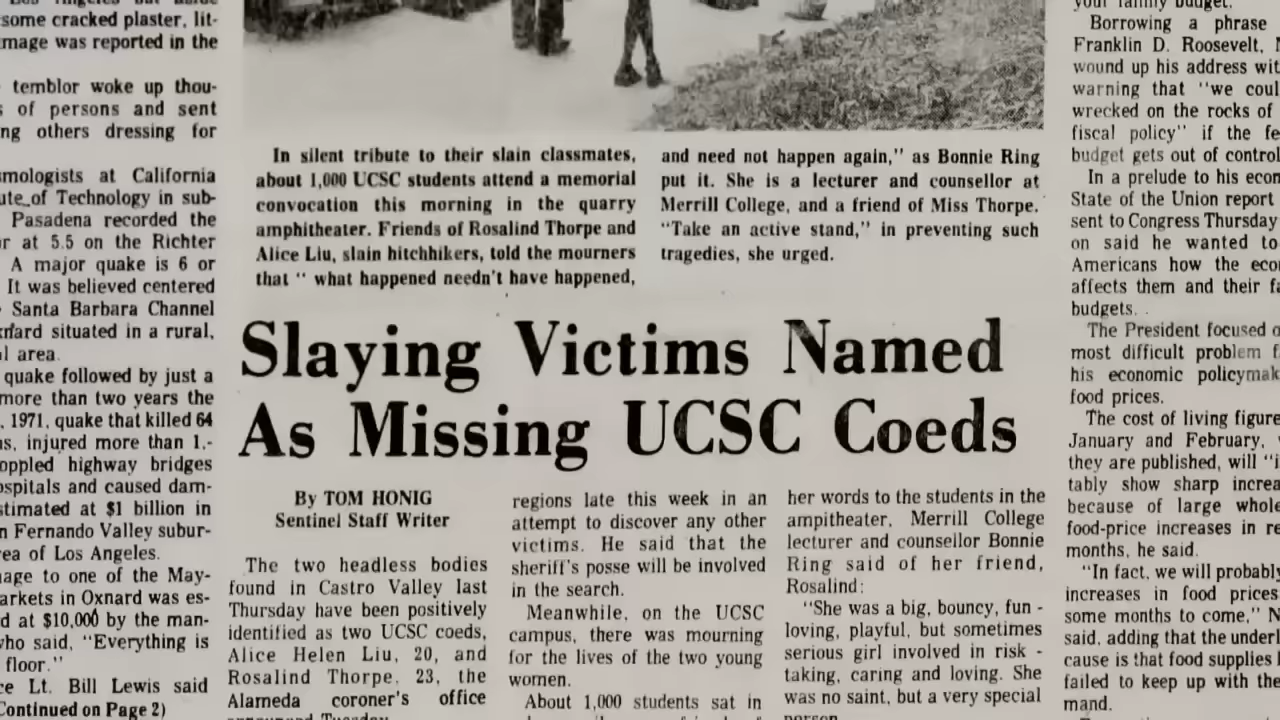 some cracked plaster, lit-
mage was reported in the
temblor woke up thou-
s of persons and sent
ng others dressing for
smologists at California
ute of Technology in sub-
Pasadena recorded the
r at 5.5 on the Richter
A major quake is 6 or
It was believed centered
Santa Barbara Channel
nard situated in a rural,
l area.
quake followed by just a
more than two years the
, 1971, quake that killed 64
ns, injured more than 1,-
oppled highway bridges
ospitals and caused dam-
stimated at $1 billion in
n Fernando Valley subur-
rea of Los Angeles.
age to one of the May-
arkets in Oxnard was es-
d at $10,000 by the man-
who said, "Everything is
floor."
ce Lt. Bill Lewis said
Continued on Page 2)
In silent tribute to their slain classmates,
about 1,000 UCSC students attend a memorial
convocation this morning in the quarry
amphitheater. Friends of Rosalind Thorpe and
Alice Liu, slain hitchhikers, told the mourners
that " what happened needn't have happened,
and need not happen again," as Bonnie Ring
put it. She is a lecturer and counsellor at
Merrill College, and a friend of Miss Thorpe.
"Take an active stand," in preventing such
tragedies, she urged.
Slaying Victims Named
As Missing UCSC Coeds
By TOM HONIG
Sentinel Staff Writer
The two headless bodies
found in Castro Valley last
Thursday have been positively
identified as two UCSC coeds,
Alice Helen Liu, 20, and
Rosalind Thorpe, 23, the
Alameda coroner's office
announced Tuesday
regions late this week in an
attempt to discover any other
victims. He said that the
sheriff's posse will be involved
in the search.
Meanwhile, on the UCSC
campus, there was mourning
for the lives of the two young
women.
About 1,000 students sat in
her words to the students in the
ampitheater, Merrill College
lecturer and counsellor Bonnie
Ring said of her friend,
Rosalind:
"She was a big, bouncy, fun -
loving, playful, but sometimes
serious girl involved in risk -
taking, caring and loving. She
was no saint, but a very special
person
your family budget.
Borrowing a phrase
Franklin D. Roosevelt,
wound up his address wit
warning that "we coul
wrecked on the rocks of
fiscal policy" if the fe
budget gets out of control
In a prelude to his econ
State of the Union report
sent to Congress Thursday
on said he wanted to
Americans how the econ
affects them and their fa
budgets.
The President focused o
most difficult problem f
his economic policymak
food prices.
The cost of living figure
January and February,
they are published, will "i
tably show sharp increa
because of large whole
food-price increases in re
months, he said.
"In fact, we will probably
increases in food prices
some months to come," N
said, adding that the underl
cause is that food supplies
failed to keep up with the
mand.